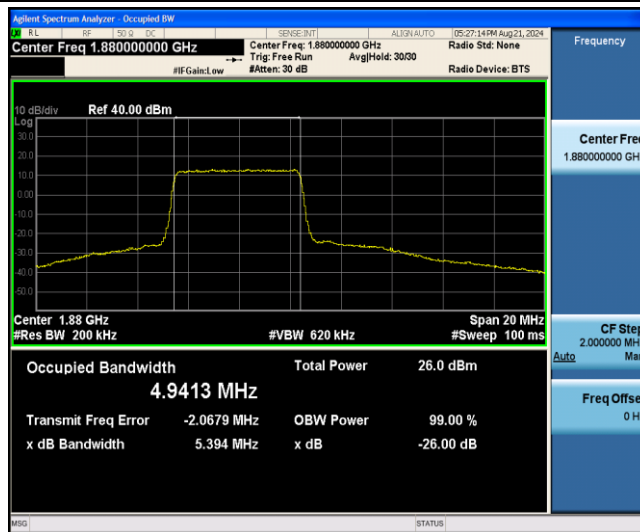 Agilent Spectrum Analyzer - Occupied BW
RL RF 50 Ω DC SENSE:INT ALIGN AUTO 05:27:14 PM Aug 21, 2024
Center Freq 1.880000000 GHz
Center Freq: 1.880000000 GHz
Radio Std: None
Trig: Free Run Avg|Hold: 30/30
#IFGain:Low #Atten: 30 dB Radio Device: BTS
Frequency
10 dB/div Ref 40.00 dBm
Log
30.0
20.0
10.0
0.00
-10.0
-20.0
-30.0
-40.0
-50.0
Center 1.88 GHz Span 20 MHz
#Res BW 200 kHz #VBW 620 kHz #Sweep 100 ms
Occupied Bandwidth Total Power 26.0 dBm
4.9413 MHz
Transmit Freq Error -2.0679 MHz OBW Power 99.00 %
x dB Bandwidth 5.394 MHz x dB -26.00 dB
Center Freq
1.880000000 GH
CF Step
2.000000 MH
Auto Ma
Freq Offse
0 H
MSG STATUS